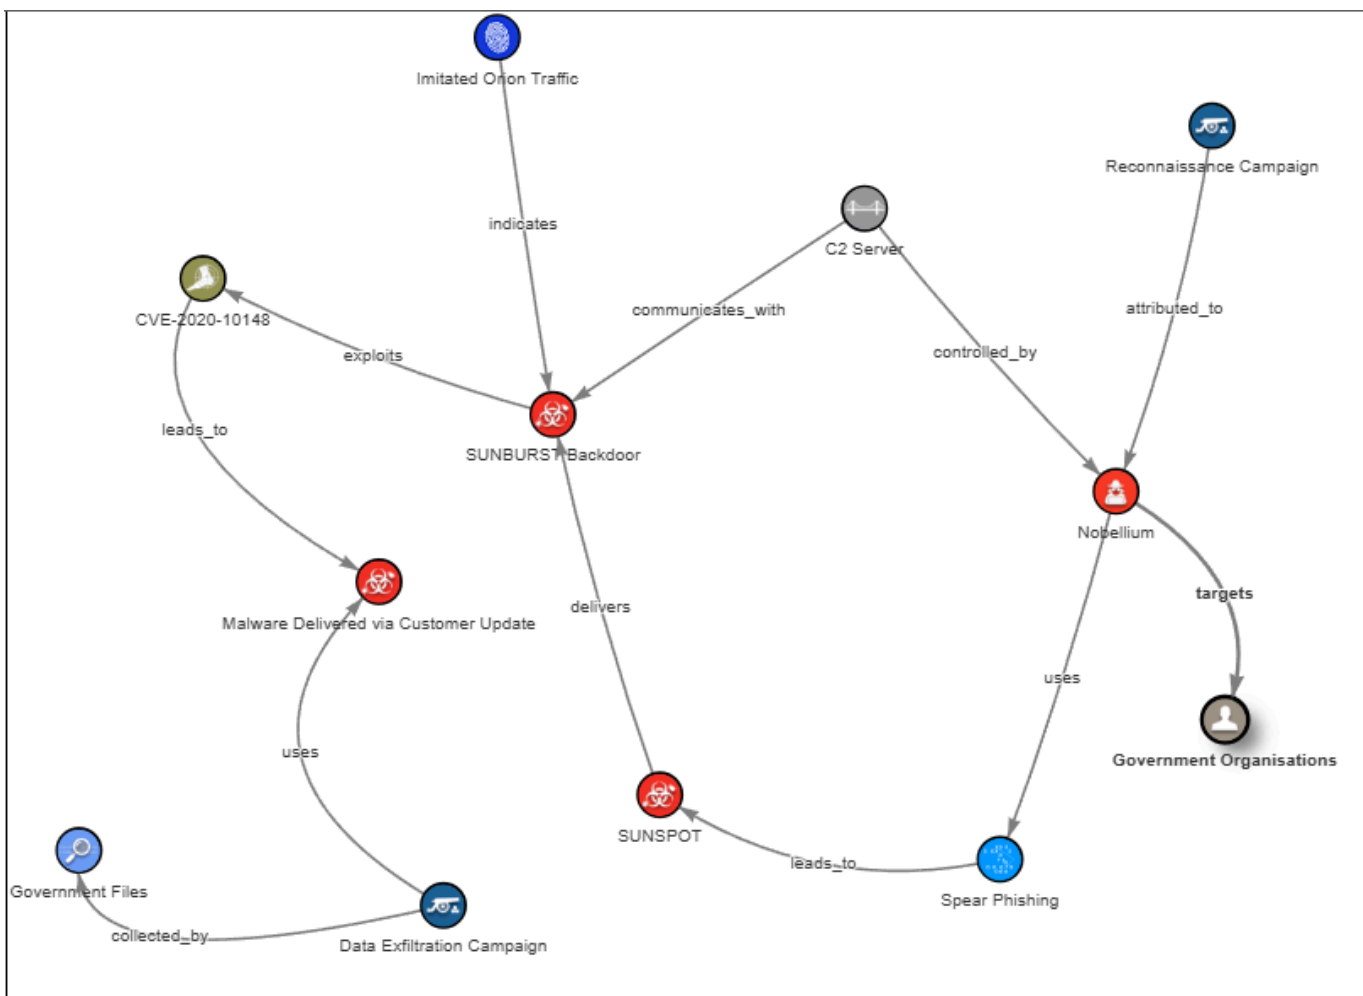 Imitated Orion Traffic
Reconnaissance Campaign
indicates
C2 Server
CVE-2020-10148
communicates_with
attributed_to
exploits
controlled_by
leads_to
SUNBURST Backdoor
Nobellium
targets
delivers
Malware Delivered via Customer Update
uses
uses
Government Organisations
SUNSPOT
leads_to
Government Files
Spear Phishing
collected_by
Data Exfiltration Campaign